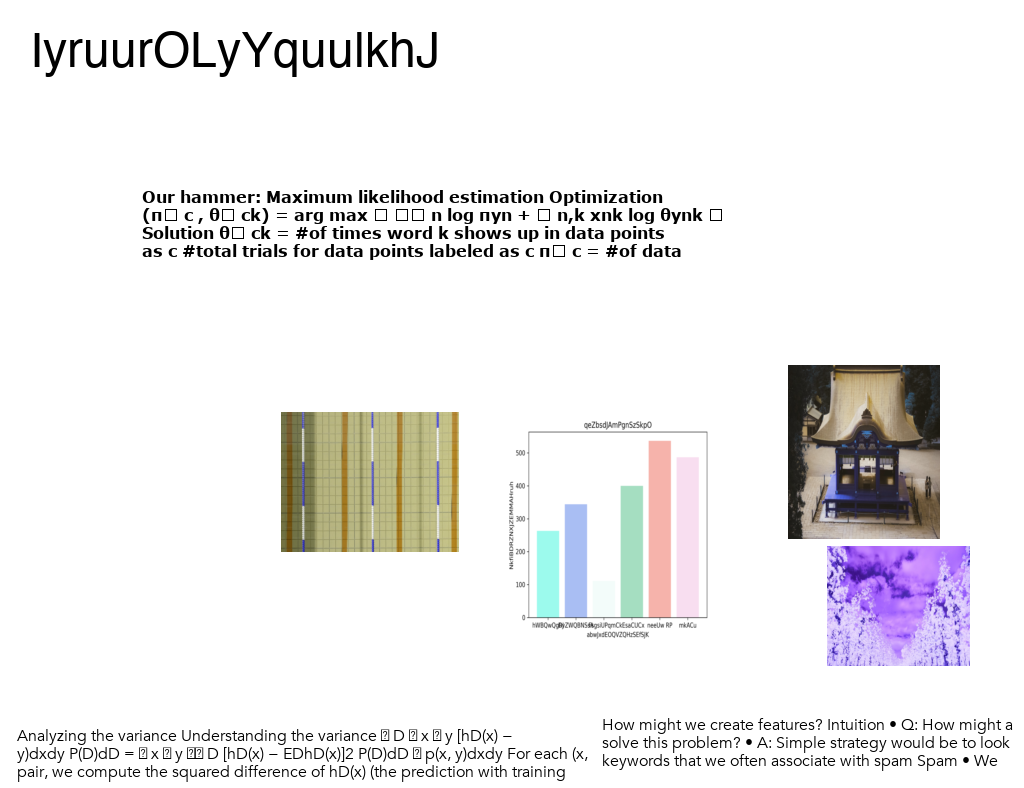 IyruurOLyYquulkhJ
Our hammer: Maximum likelihood estimation Optimization
(π□ c , θ□ ck) = arg max □ □□ n log πyn + □ n,k xnk log θynk □
Solution θ□ ck = #of times word k shows up in data points
as c #total trials for data points labeled as c π□ c = #of data
qeZbsdJAmPgnSzSkpO
500
400
300
200
100
0
neeUw RP mkACu
Analyzing the variance Understanding the variance □ D □ x □ y [hD(x) −
y)dxdy P(D)dD = □ x □ y □□ D [hD(x) − EDhD(x)]2 P(D)dD □ p(x, y)dxdy For each (x,
pair, we compute the squared difference of hD(x) (the prediction with training
How might we create features? Intuition • Q: How might a
solve this problem? • A: Simple strategy would be to look
keywords that we often associate with spam Spam • We